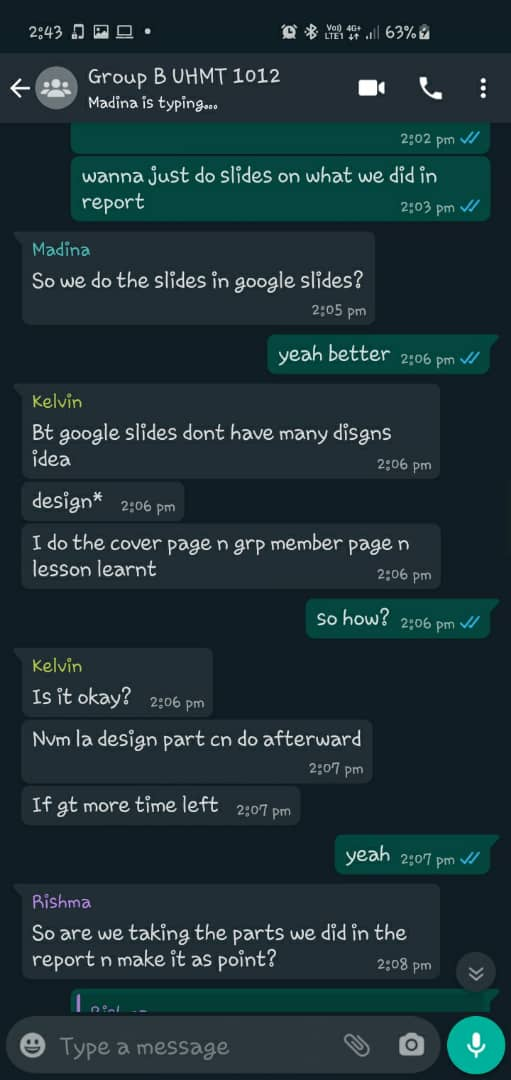 2:43
VoD 4G+
LTE1
63%
Group B UHMT 1012
Madina is typing...
2:02 pm
wanna just do slides on what we did in
report
2:03 pm
Madina
So we do the slides in google slides?
2:05 pm
yeah better 2:06 pm
Kelvin
Bt google slides dont have many disgns
idea
2:06 pm
design* 2:06 pm
I do the cover page n grp member page n
lesson learnt
2:06 pm
so how? 2:06 pm
Kelvin
Is it okay? 2:06 pm
Nvm la design part cn do afterward
2:07 pm
If gt more time left 2:07 pm
yeah 2:07 pm
Rishma
So are we taking the parts we did in the
report n make it as point?
2:08 pm
Type a message